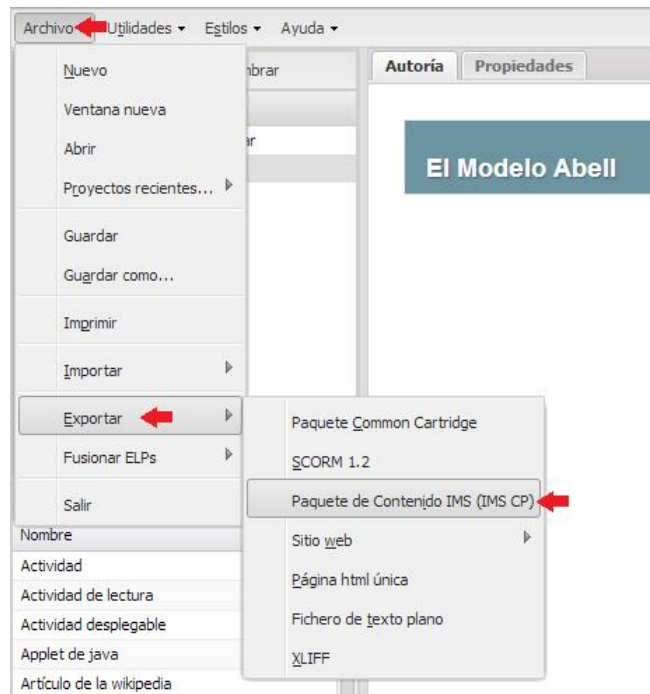 Archivo Utilidades Estilos Ayuda
Nuevo
Ventana nueva
Abrir
Proyectos recientes...
Guardar
Guardar como...
Imprimir
Importar
Exportar
Fusionar ELPs
Salir
brar
ar
Autoría Propiedades
El Modelo Abell
Paquete Common Cartridge
SCORM 1.2
Paquete de Contenido IMS (IMS CP)
Sitio web
Página html única
Fichero de texto plano
XLIFF
Nombre
Actividad
Actividad de lectura
Actividad desplegable
Applet de java
Artículo de la wikipedia